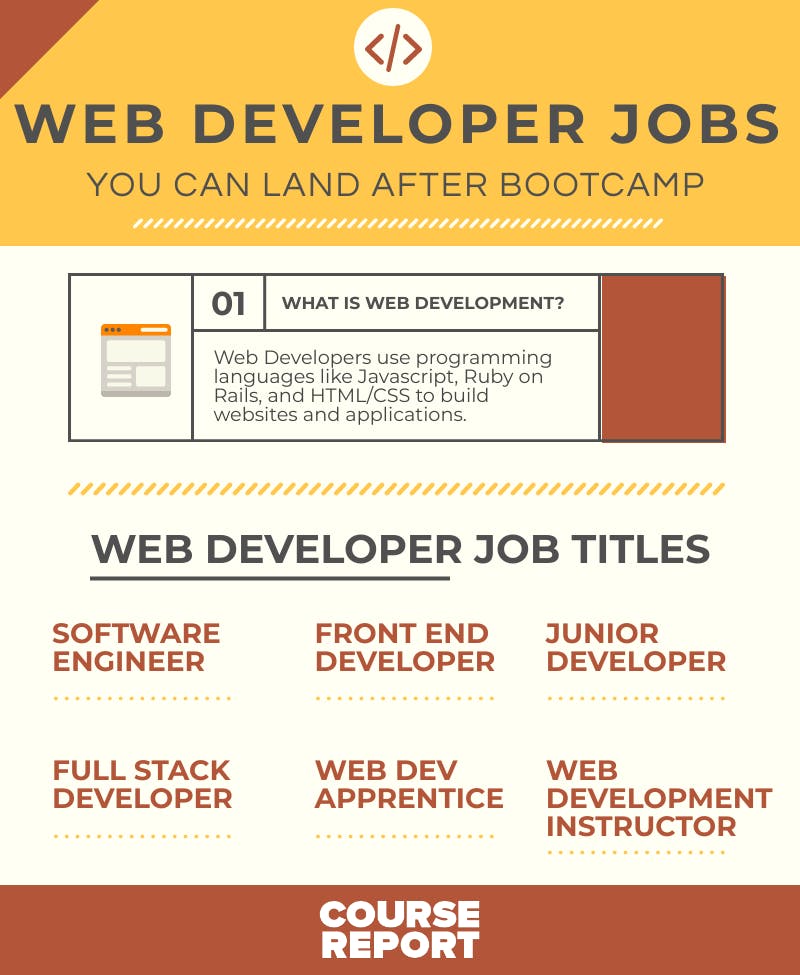 </>
WEB DEVELOPER JOBS
YOU CAN LAND AFTER BOOTCAMP
01
WHAT IS WEB DEVELOPMENT?
Web Developers use programming
languages like Javascript, Ruby on
Rails, and HTML/CSS to build
websites and applications.
WEB DEVELOPER JOB TITLES
SOFTWARE
ENGINEER
FRONT END
DEVELOPER
JUNIOR
DEVELOPER
FULL STACK
DEVELOPER
WEB DEV
APPRENTICE
WEB
DEVELOPMENT
INSTRUCTOR
COURSE
REPORT